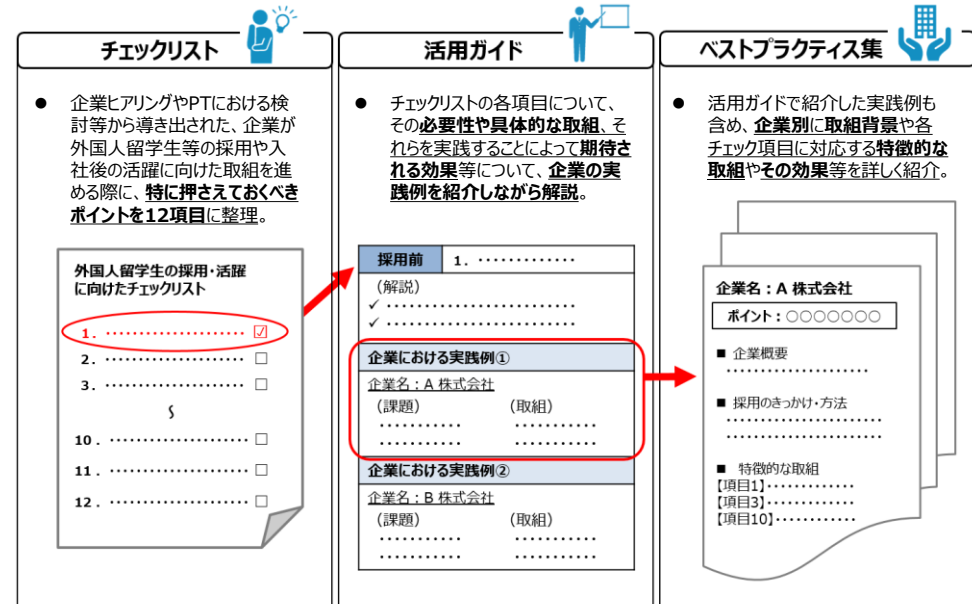 チェックリスト
● 企業ヒアリングやPTにおける検
討等から導き出された、企業が
外国人留学生等の採用や入
社後の活躍に向けた取組を進
める際に、特に押さえておくべき
ポイントを12項目に整理。
外国人留学生の採用・活躍
に向けたチェックリスト
1. ‥‥‥‥‥‥‥‥‥‥ ☑
2. ‥‥‥‥‥‥‥‥‥‥ □
3. ‥‥‥‥‥‥‥‥‥‥ □
∽
10. ‥‥‥‥‥‥‥‥‥‥ □
11. ‥‥‥‥‥‥‥‥‥‥ □
12. ‥‥‥‥‥‥‥‥‥‥ □
活用ガイド
● チェックリストの各項目について、
その必要性や具体的な取組、そ
れらを実践することによって期待さ
れる効果等について、企業の実
践例を紹介しながら解説。
採用前 1. ‥‥‥‥‥‥
(解説)
✓ ‥‥‥‥‥‥‥‥‥‥‥‥
✓ ‥‥‥‥‥‥‥‥‥‥‥‥
企業における実践例①
企業名：A 株式会社
(課題) (取組)
‥‥‥‥‥ ‥‥‥‥‥
‥‥‥‥‥ ‥‥‥‥‥
企業における実践例②
企業名：B 株式会社
(課題) (取組)
‥‥‥‥‥ ‥‥‥‥‥
‥‥‥‥‥ ‥‥‥‥‥
ベストプラクティス集
● 活用ガイドで紹介した実践例も
含め、企業別に取組背景や各
チェック項目に対応する特徴的な
取組やその効果等を詳しく紹介。
企業名：A 株式会社
ポイント：○○○○○○○
■ 企業概要
‥‥‥‥‥‥‥‥‥
■ 採用のきっかけ・方法
‥‥‥‥‥‥‥‥‥‥
‥‥‥‥‥‥‥‥‥‥
■ 特徴的な取組
【項目1】‥‥‥‥‥‥
【項目3】‥‥‥‥‥‥
【項目10】‥‥‥‥‥‥